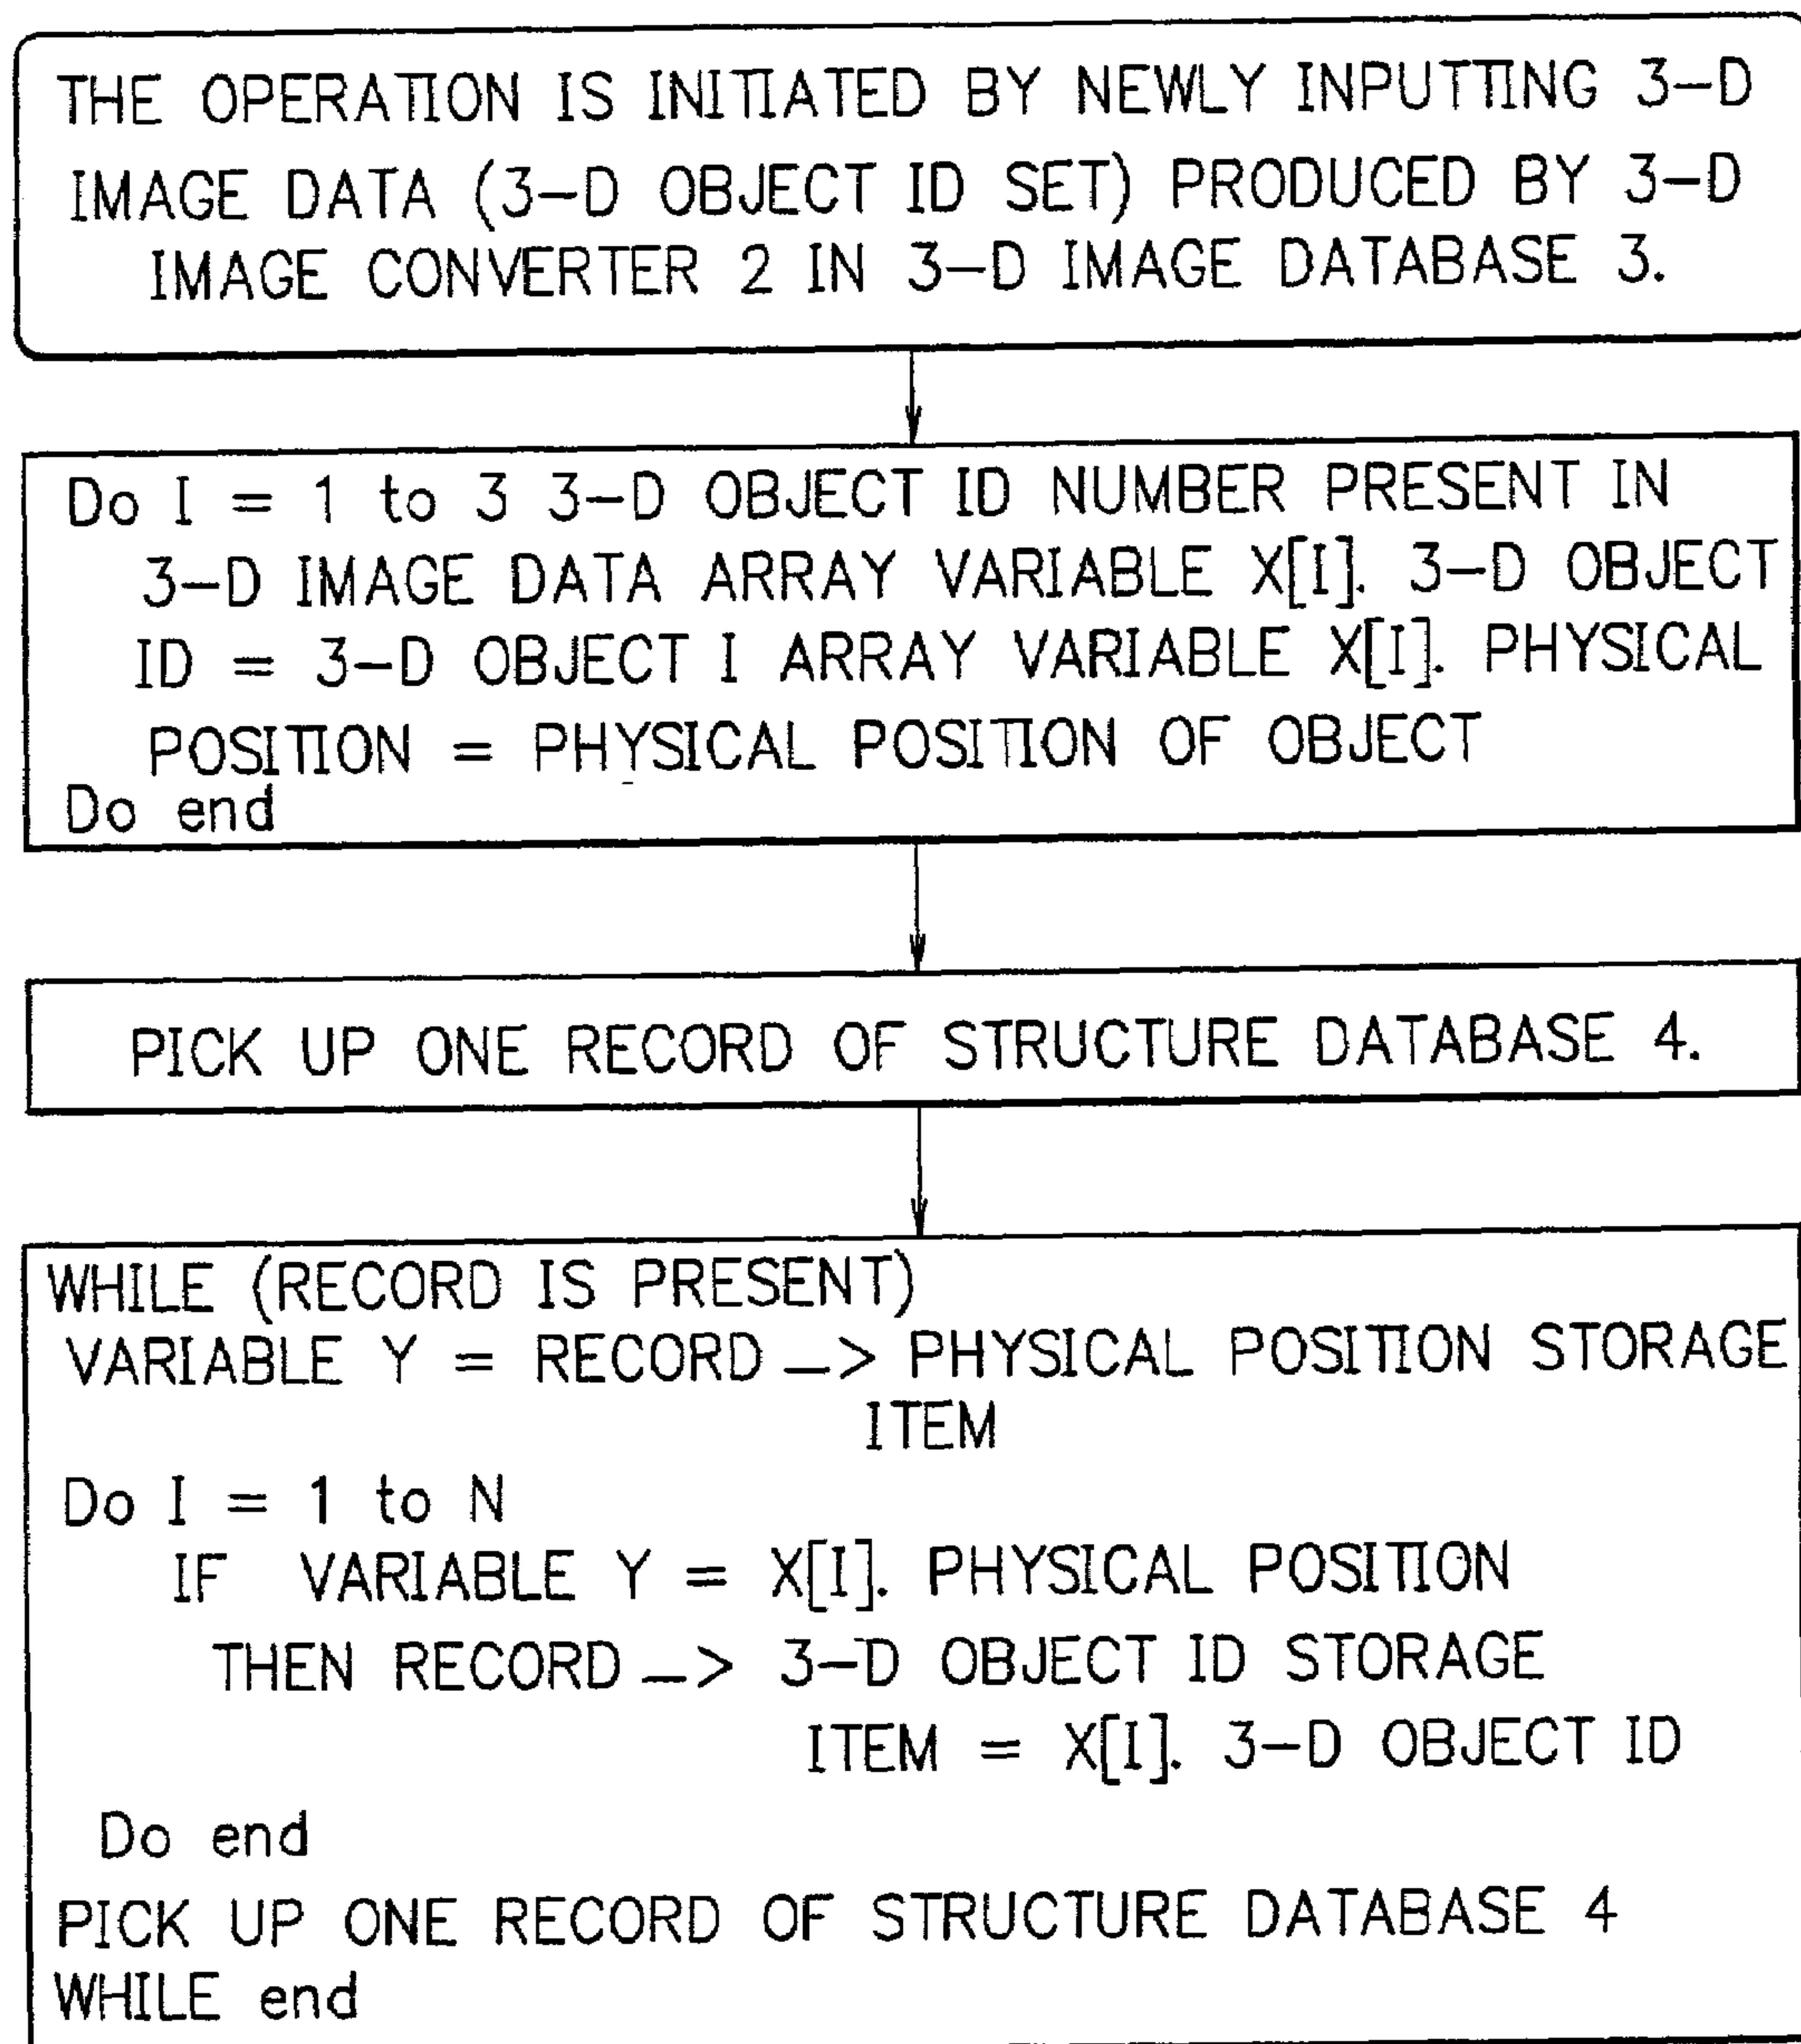 THE OPERATION IS INITIATED BY NEWLY INPUTTING 3-D
IMAGE DATA (3-D OBJECT ID SET) PRODUCED BY 3-D
IMAGE CONVERTER 2 IN 3-D IMAGE DATABASE 3.
Do I = 1 to 3 3-D OBJECT ID NUMBER PRESENT IN
3-D IMAGE DATA ARRAY VARIABLE X[I]. 3-D OBJECT
ID = 3-D OBJECT I ARRAY VARIABLE X[I]. PHYSICAL
POSITION = PHYSICAL POSITION OF OBJECT
Do end
PICK UP ONE RECORD OF STRUCTURE DATABASE 4.
WHILE (RECORD IS PRESENT)
VARIABLE Y = RECORD -> PHYSICAL POSITION STORAGE
ITEM
Do I = 1 to N
IF VARIABLE Y = X[I]. PHYSICAL POSITION
THEN RECORD -> 3-D OBJECT ID STORAGE
ITEM = X[I]. 3-D OBJECT ID
Do end
PICK UP ONE RECORD OF STRUCTURE DATABASE 4
WHILE end